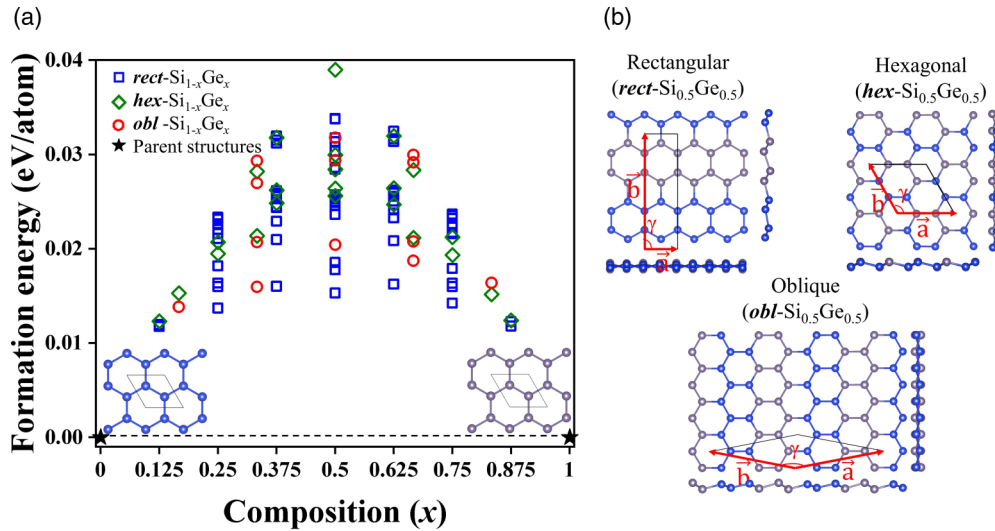 (a)
Formation energy (eV/atom)
0.04
0.03
0.02
0.01
0.00
rect-Si₁₋ₓGeₓ
hex-Si₁₋ₓGeₓ
obl -Si₁₋ₓGeₓ
Parent structures
0 0.125 0.25 0.375 0.5 0.625 0.75 0.875 1
Composition (x)
(b)
Rectangular
(rect-Si₀.₅Ge₀.₅)
b
γ
a
Hexagonal
(hex-Si₀.₅Ge₀.₅)
b
γ
a
Oblique
(obl-Si₀.₅Ge₀.₅)
b
γ
a